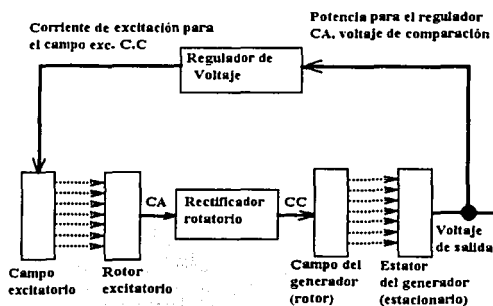 Corriente de excitación para
el campo exc. C.C
Potencia para el regulador
CA. voltaje de comparación
Regulador de
Voltaje
CA
Rectificador
rotatorio
CC
Voltaje
de salida
Campo
excitatorio
Rotor
excitatorio
Campo del
generador
(rotor)
Estator
del generador
(estacionario)